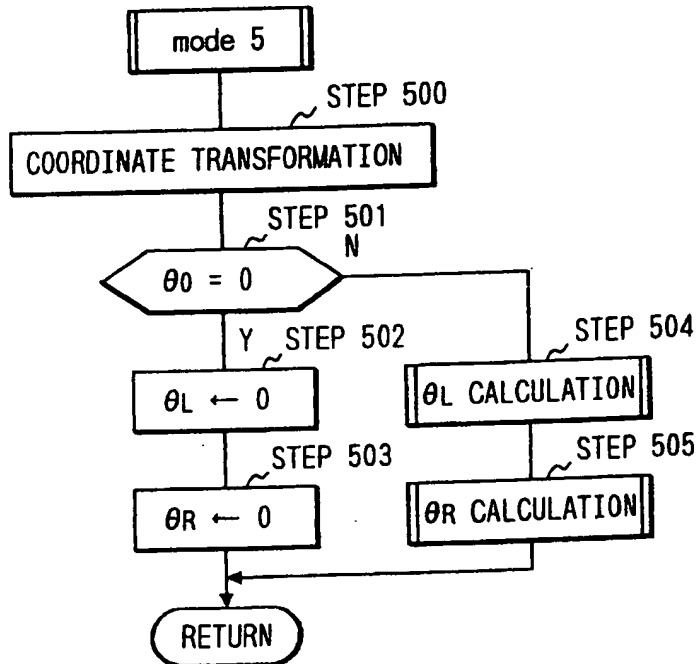 mode 5
STEP 500
COORDINATE TRANSFORMATION
STEP 501
N
θ0 = 0
Y
STEP 502
STEP 504
θL ← 0
θL CALCULATION
STEP 503
STEP 505
θR ← 0
θR CALCULATION
RETURN